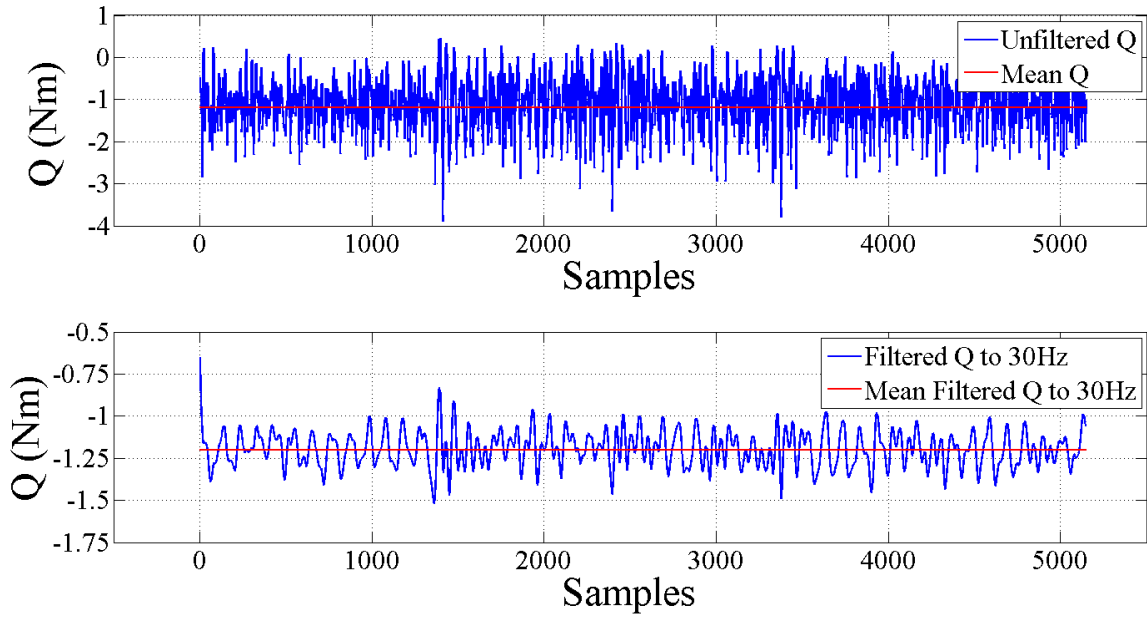 1
0
-1
-2
-3
-4
Q (Nm)
Unfiltered Q
Mean Q
0 1000 2000 3000 4000 5000
Samples
-0.5
-0.75
-1
-1.25
-1.5
-1.75
Q (Nm)
Filtered Q to 30Hz
Mean Filtered Q to 30Hz
0 1000 2000 3000 4000 5000
Samples